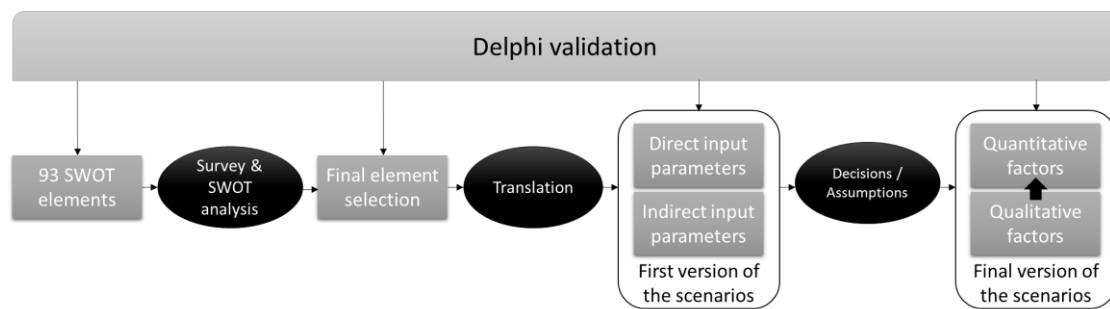 Delphi validation
93 SWOT
elements
Survey &
SWOT
analysis
Final element
selection
Translation
Direct input
parameters
Indirect input
parameters
First version of
the scenarios
Decisions /
Assumptions
Quantitative
factors
Qualitative
factors
Final version of
the scenarios